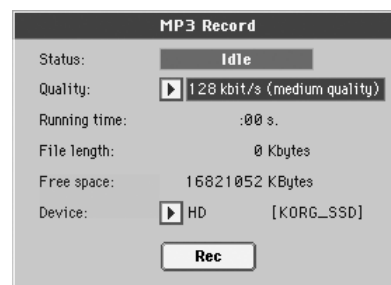 MP3 Record
Status: Idle
Quality: 128 kbit/s (medium quality)
Running time: :00 s.
File length: 0 Kbytes
Free space: 16821052 KBytes
Device: HD [KORG_SSD]
Rec